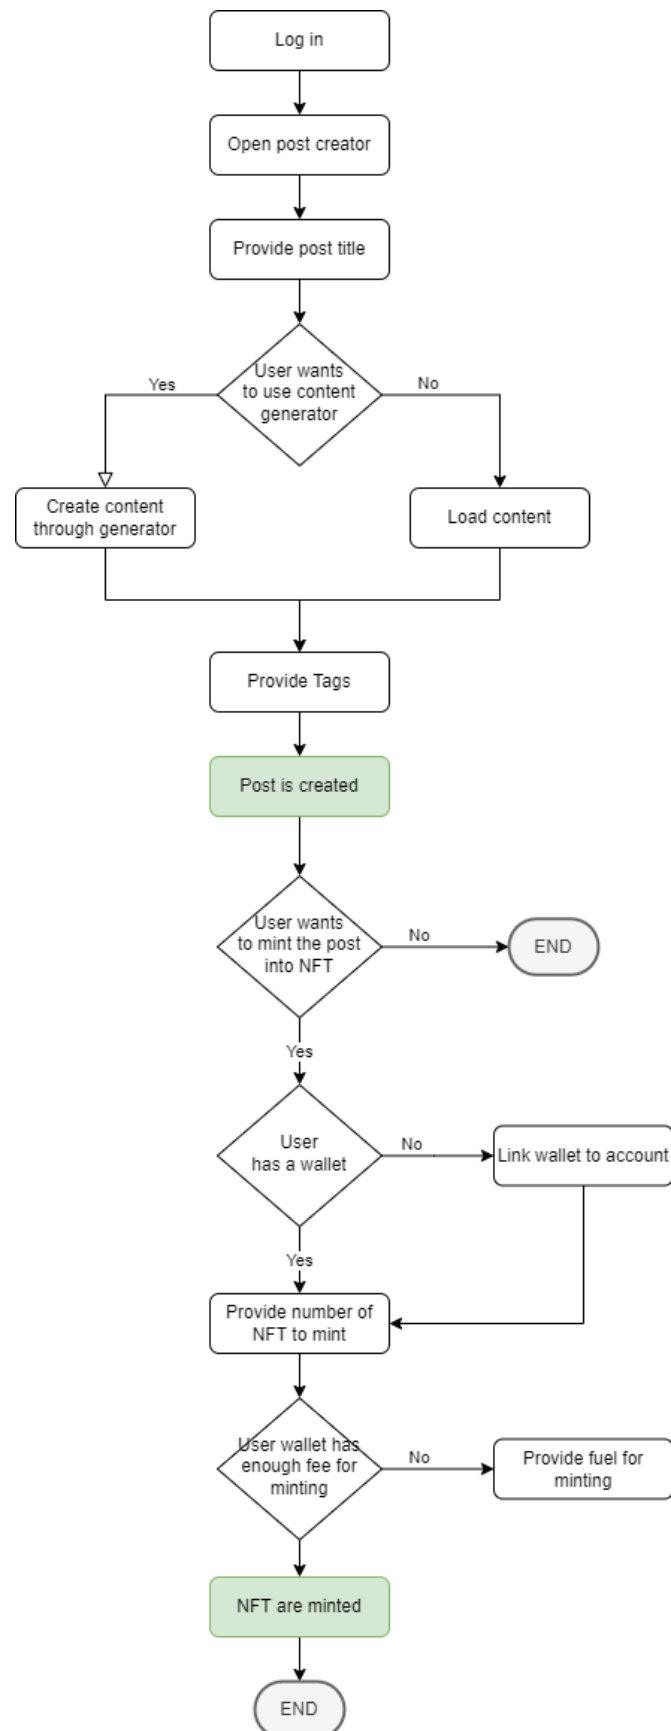 Log in
Open post creator
Provide post title
User wants
to use content
generator
Yes
No
Create content
through generator
Load content
Provide Tags
Post is created
User wants
to mint the post
into NFT
No
END
Yes
User
has a wallet
No
Link wallet to account
Yes
Provide number of
NFT to mint
User wallet has
enough fee for
minting
No
Provide fuel for
minting
NFT are minted
END